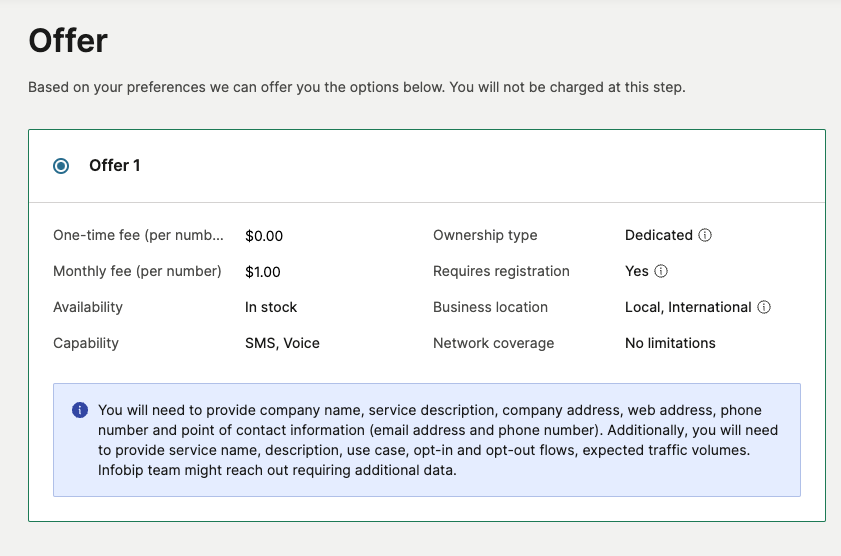 Offer
Based on your preferences we can offer you the options below. You will not be charged at this step.
Offer 1
One-time fee (per numb... $0.00
Ownership type Dedicated
Monthly fee (per number) $1.00
Requires registration Yes
Availability In stock
Business location Local, International
Capability SMS, Voice
Network coverage No limitations
You will need to provide company name, service description, company address, web address, phone
number and point of contact information (email address and phone number). Additionally, you will need
to provide service name, description, use case, opt-in and opt-out flows, expected traffic volumes.
Infobip team might reach out requiring additional data.